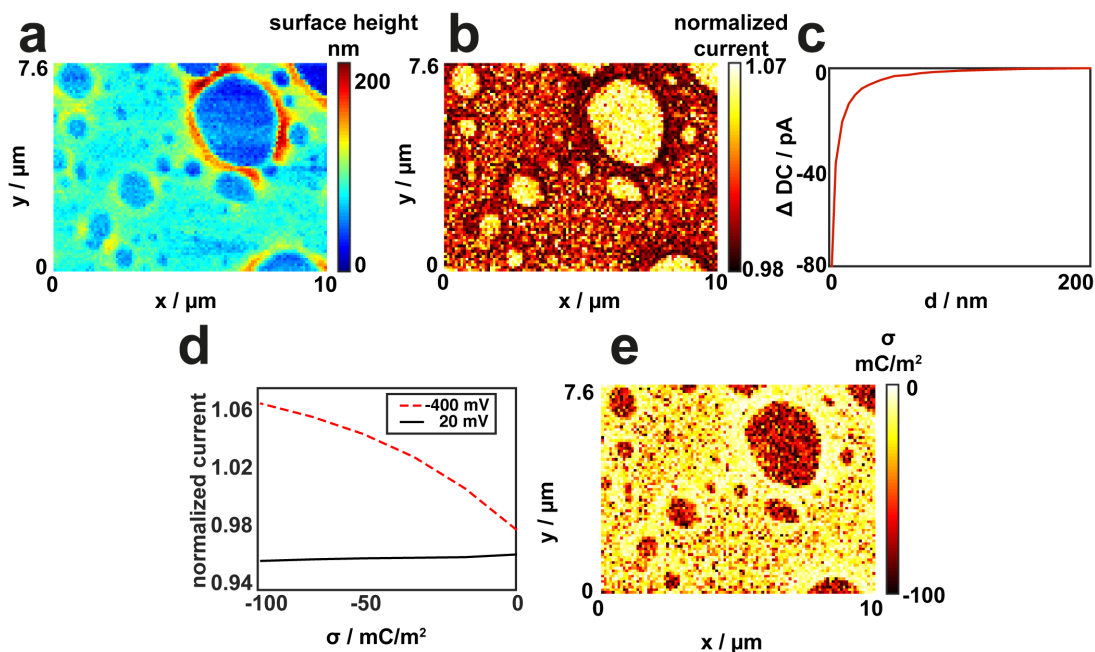 a
surface height
nm
7.6
y / µm
0
0
x / µm
10
200
0
b
normalized
current
7.6
y / µm
0
0
x / µm
10
1.07
0.98
c
0
-40
-80
Δ DC / pA
0
d / nm
200
d
1.06
1.02
0.98
0.94
normalized current
-400 mV
20 mV
-100
-50
0
σ / mC/m²
e
σ
mC/m²
7.6
y / µm
0
0
x / µm
10
0
-100